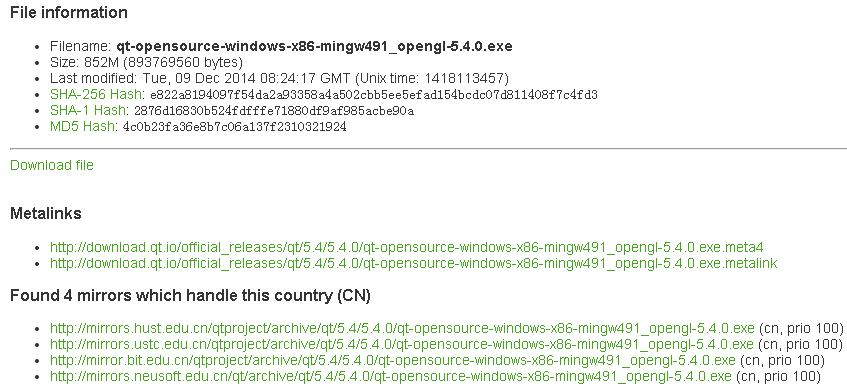 File information
Filename: qt-opensource-windows-x86-mingw491_opengl-5.4.0.exe
Size: 852M (893769560 bytes)
Last modified: Tue, 09 Dec 2014 08:24:17 GMT (Unix time: 1418113457)
SHA-256 Hash: e822a8194097f54da2a93358a4a502cbb5ee5efad154bcdc07d811408f7c4fd3
SHA-1 Hash: 2876d16830b524fdfffe71880df9af985acbe90a
MD5 Hash: 4c0b23fa36e8b7c06a137f2310321924
Download file
Metalinks
http://download.qt.io/official_releases/qt/5.4/5.4.0/qt-opensource-windows-x86-mingw491_opengl-5.4.0.exe.meta4
http://download.qt.io/official_releases/qt/5.4/5.4.0/qt-opensource-windows-x86-mingw491_opengl-5.4.0.exe.metalink
Found 4 mirrors which handle this country (CN)
http://mirrors.hust.edu.cn/qtproject/archive/qt/5.4/5.4.0/qt-opensource-windows-x86-mingw491_opengl-5.4.0.exe (cn, prio 100)
http://mirrors.ustc.edu.cn/qtproject/archive/qt/5.4/5.4.0/qt-opensource-windows-x86-mingw491_opengl-5.4.0.exe (cn, prio 100)
http://mirror.bit.edu.cn/qtproject/archive/qt/5.4/5.4.0/qt-opensource-windows-x86-mingw491_opengl-5.4.0.exe (cn, prio 100)
http://mirrors.neusoft.edu.cn/qt/archive/qt/5.4/5.4.0/qt-opensource-windows-x86-mingw491_opengl-5.4.0.exe (cn, prio 100)